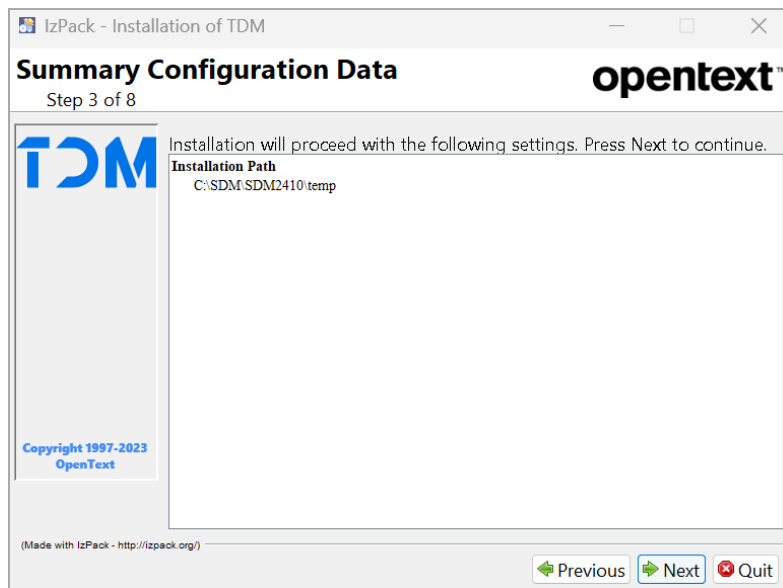 IzPack - Installation of TDM
Summary Configuration Data
Step 3 of 8
opentext™
TDM
Installation will proceed with the following settings. Press Next to continue.
Installation Path
C:\SDM\SDM2410\temp
Copyright 1997-2023
OpenText
(Made with IzPack - http://izpack.org/)
Previous
Next
Quit